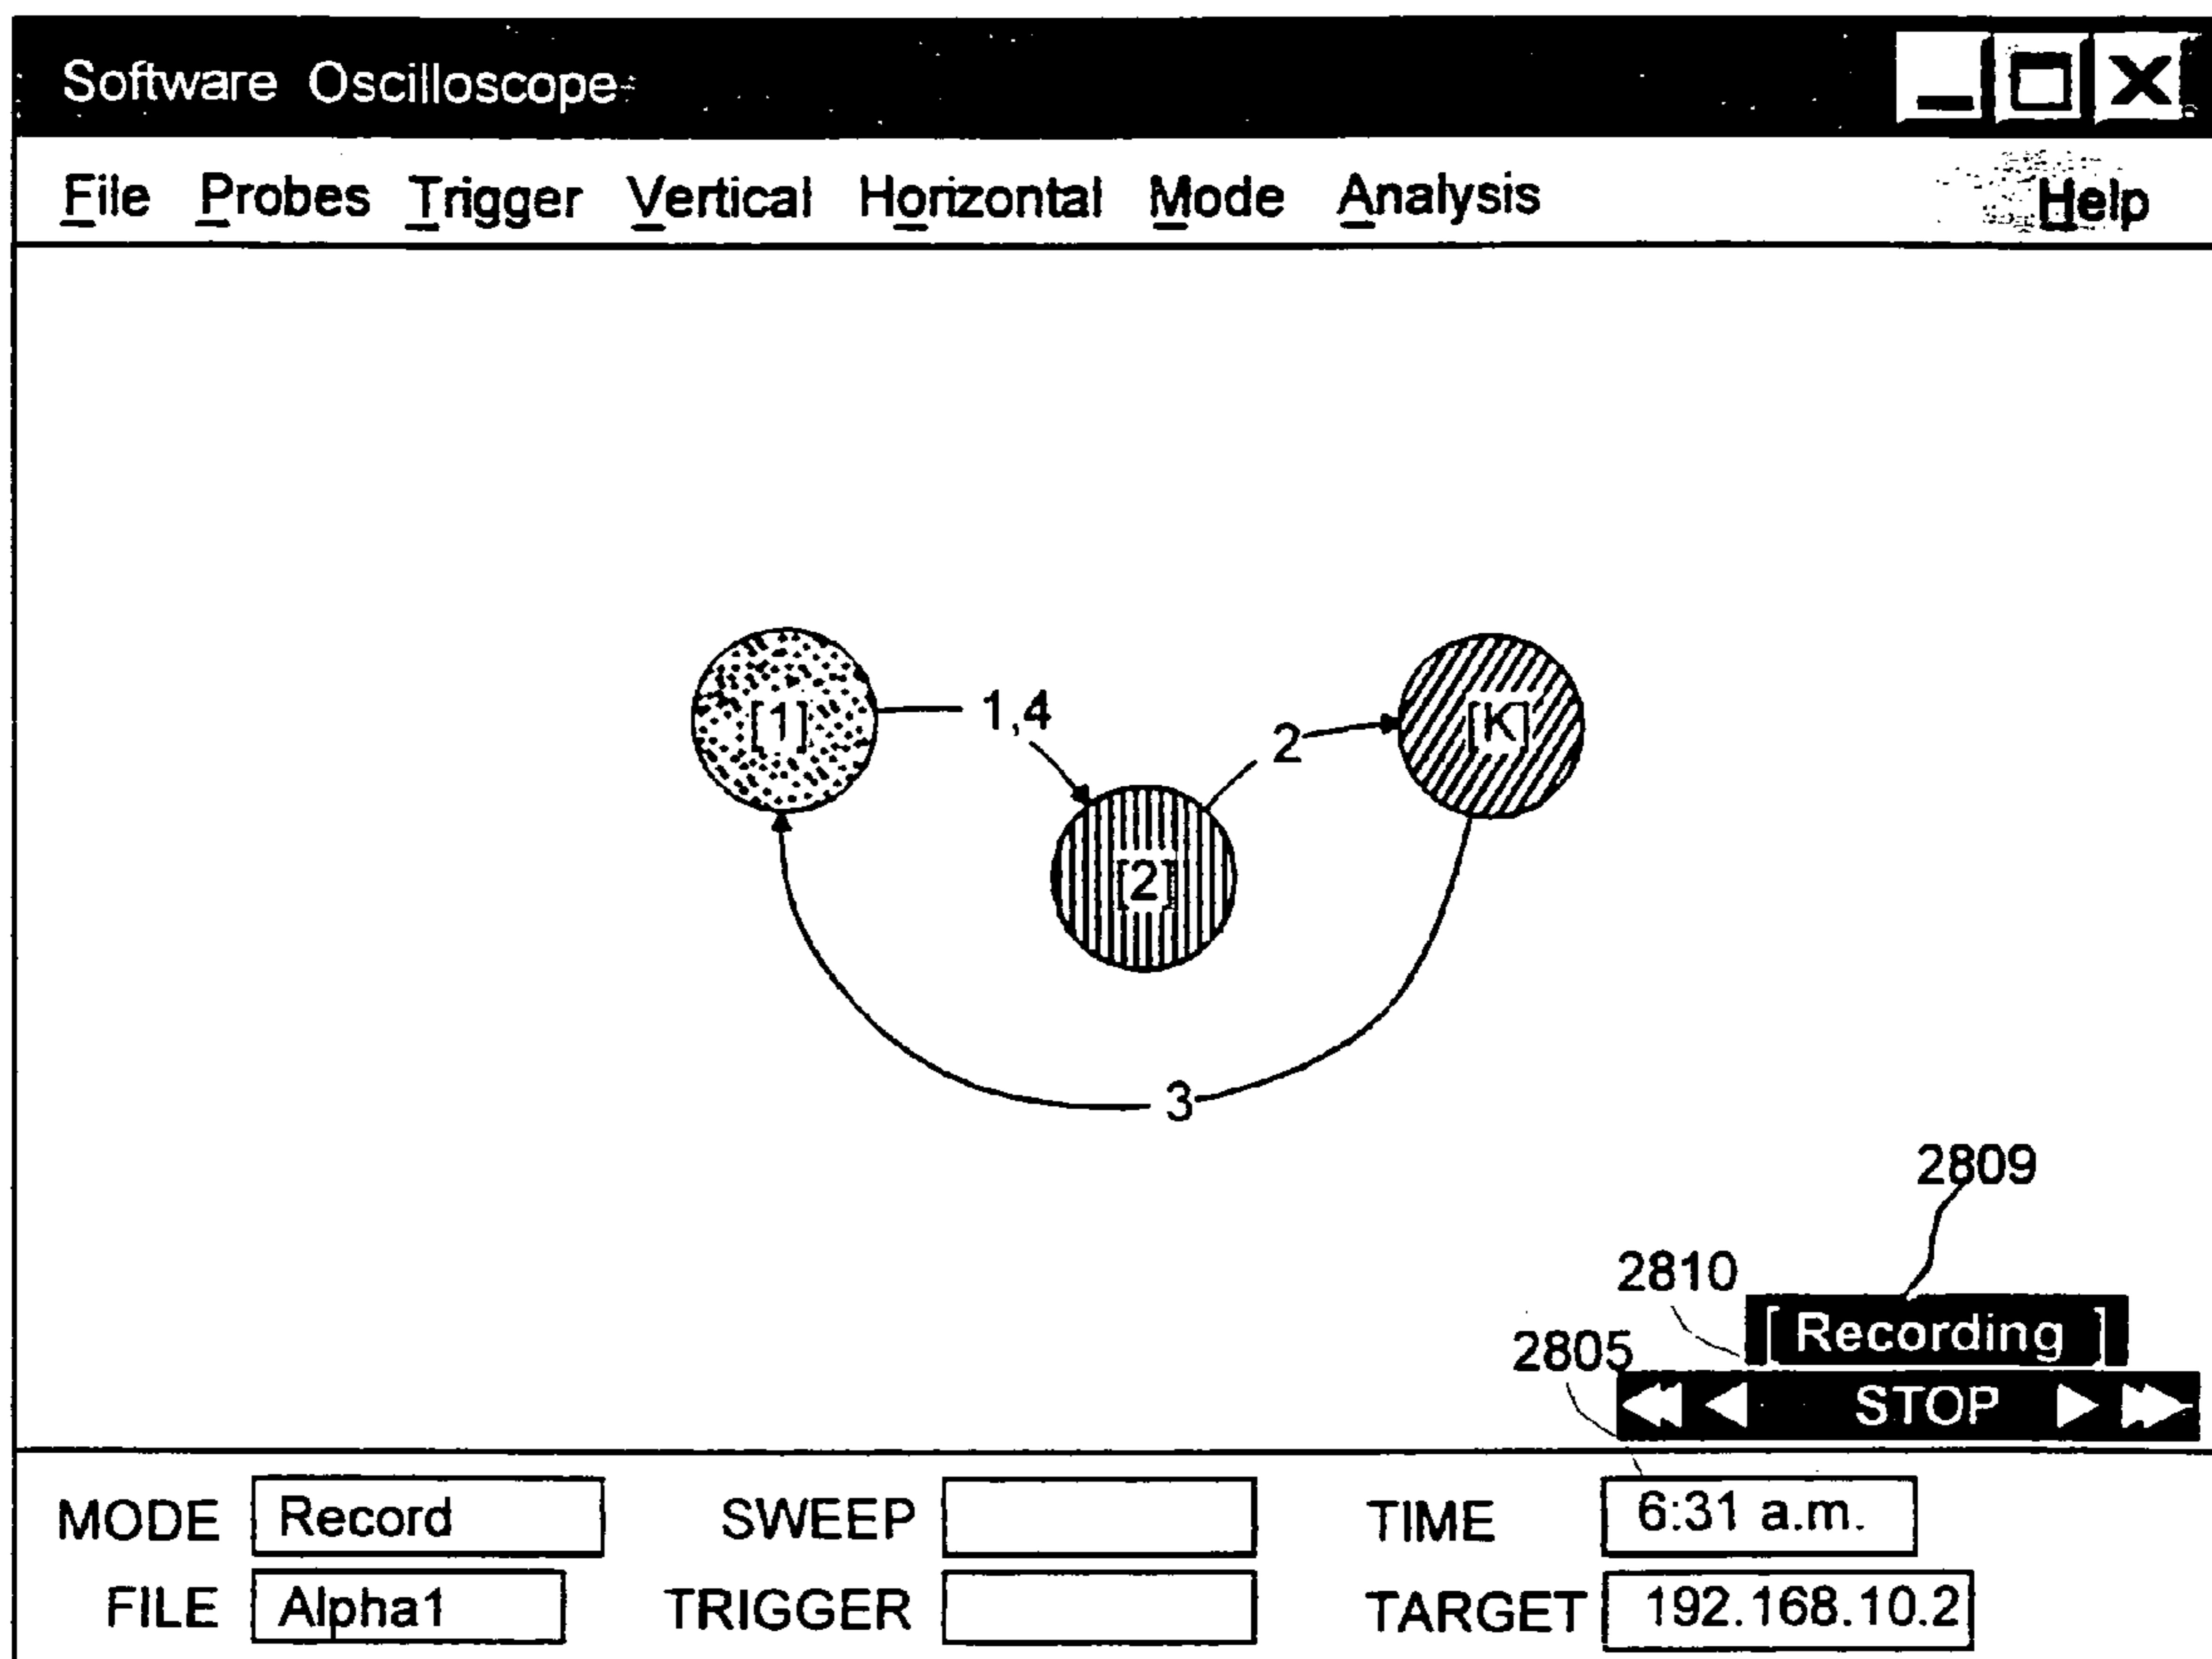 Software Oscilloscope
File Probes Trigger Vertical Horizontal Mode Analysis Help
[1]
1,4
2
[K]
[2]
3
2809
2810
[ Recording ]
2805
STOP
MODE Record SWEEP TIME 6:31 a.m.
FILE Alpha1 TRIGGER TARGET 192.168.10.2